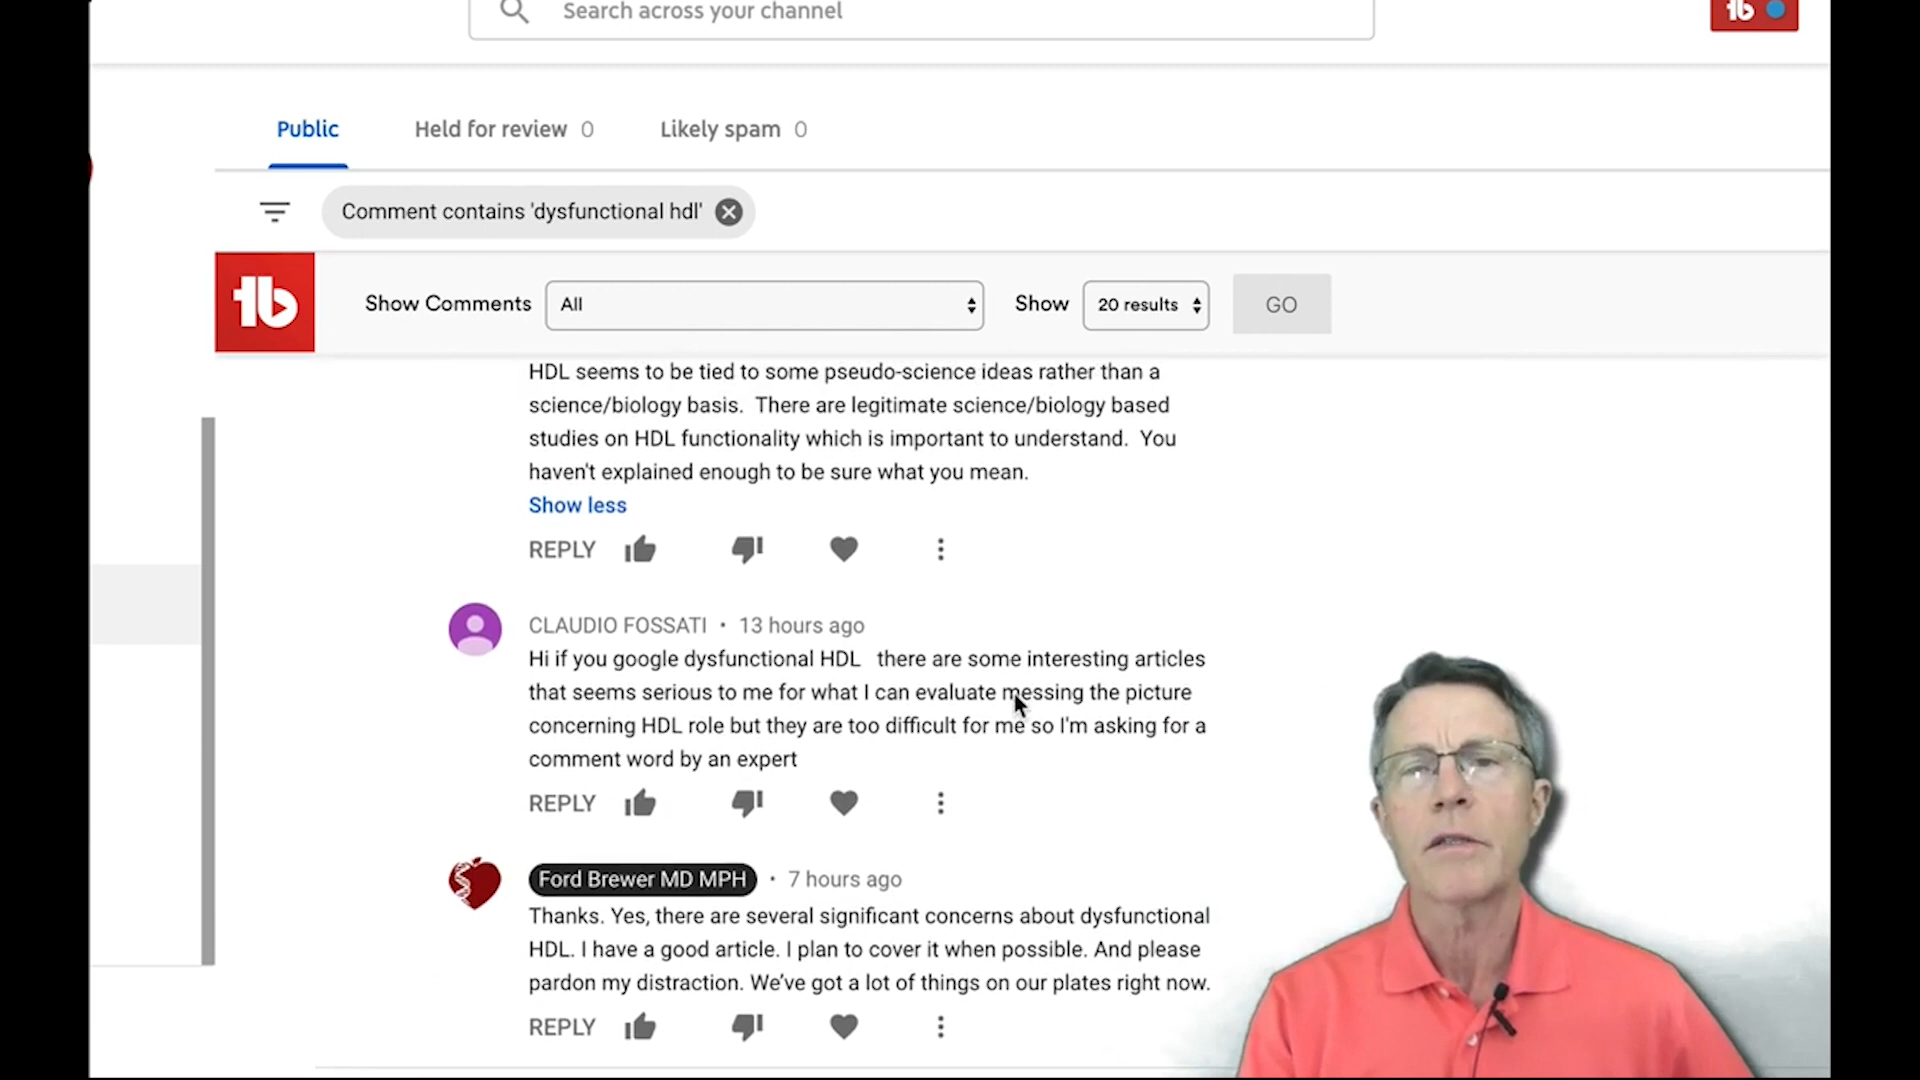 Search across your channel
tb
Public Held for review 0 Likely spam 0
Comment contains 'dysfunctional hdl'
tb
Show Comments All Show 20 results GO
HDL seems to be tied to some pseudo-science ideas rather than a
science/biology basis. There are legitimate science/biology based
studies on HDL functionality which is important to understand. You
haven't explained enough to be sure what you mean.
Show less
REPLY
CLAUDIO FOSSATI • 13 hours ago
Hi if you google dysfunctional HDL there are some interesting articles
that seems serious to me for what I can evaluate messing the picture
concerning HDL role but they are too difficult for me so I'm asking for a
comment word by an expert
REPLY
Ford Brewer MD MPH • 7 hours ago
Thanks. Yes, there are several significant concerns about dysfunctional
HDL. I have a good article. I plan to cover it when possible. And please
pardon my distraction. We’ve got a lot of things on our plates right now.
REPLY